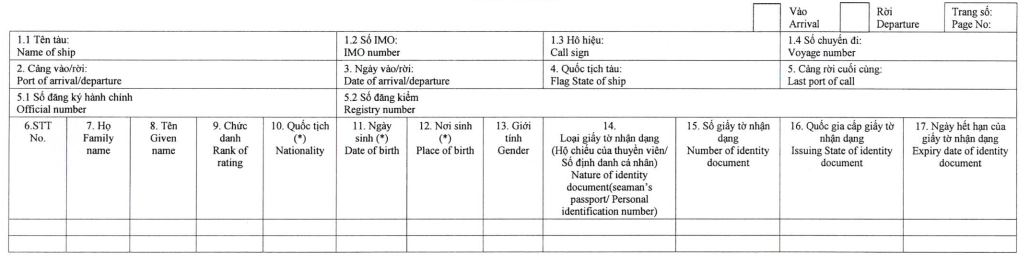 Vào
Arrival
Rời
Departure
Trang số:
Page No:
1.1 Tên tàu:
Name of ship
1.2 Số IMO:
IMO number
1.3 Hô hiệu:
Call sign
1.4 Số chuyến đi:
Voyage number
2. Cảng vào/rời:
Port of arrival/departure
3. Ngày vào/rời:
Date of arrival/departure
4. Quốc tịch tàu:
Flag State of ship
5. Cảng rời cuối cùng:
Last port of call
5.1 Số đăng ký hành chính
Official number
5.2 Số đăng kiểm
Registry number
6.STT
No.
7. Họ
Family
name
8. Tên
Given
name
9. Chức
danh
Rank of
rating
10. Quốc tịch
(*)
Nationality
11. Ngày
sinh (*)
Date of birth
12. Nơi sinh
(*)
Place of birth
13. Giới
tính
Gender
14.
Loại giấy tờ nhận dạng
(Hộ chiếu của thuyền viên/
Số định danh cá nhân)
Nature of identity
document(seaman's
passport/ Personal
identification number)
15. Số giấy tờ nhận
dạng
Number of identity
document
16. Quốc gia cấp giấy tờ
nhận dạng
Issuing State of identity
document
17. Ngày hết hạn của
giấy tờ nhận dạng
Expiry date of identity
document